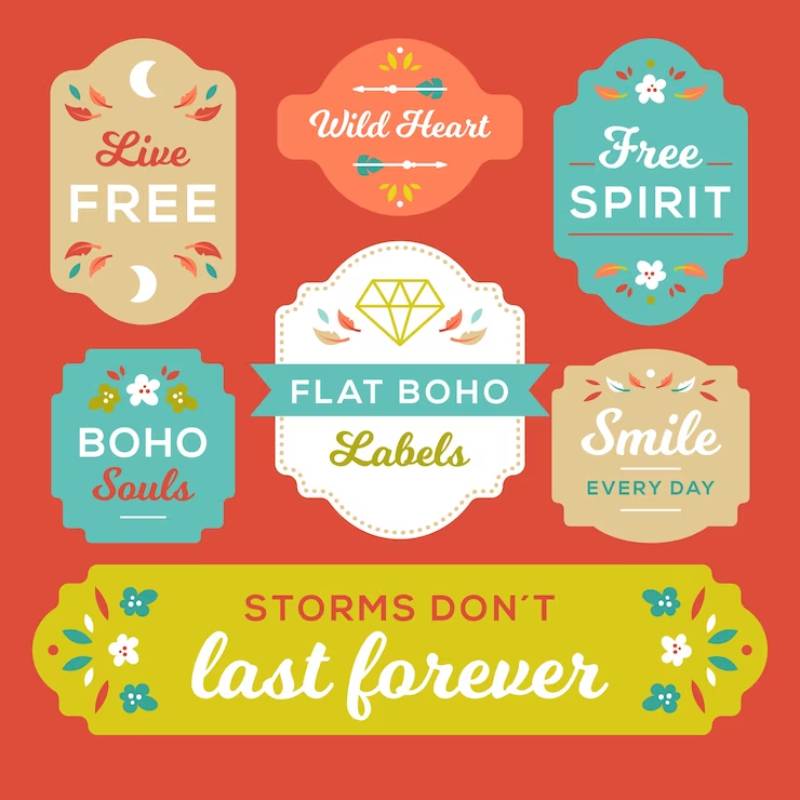 Live
FREE
Wild Heart
Free
SPIRIT
FLAT BOHO
Labels
BOHO
Souls
Smile
EVERY DAY
STORMS DON´T
last forever